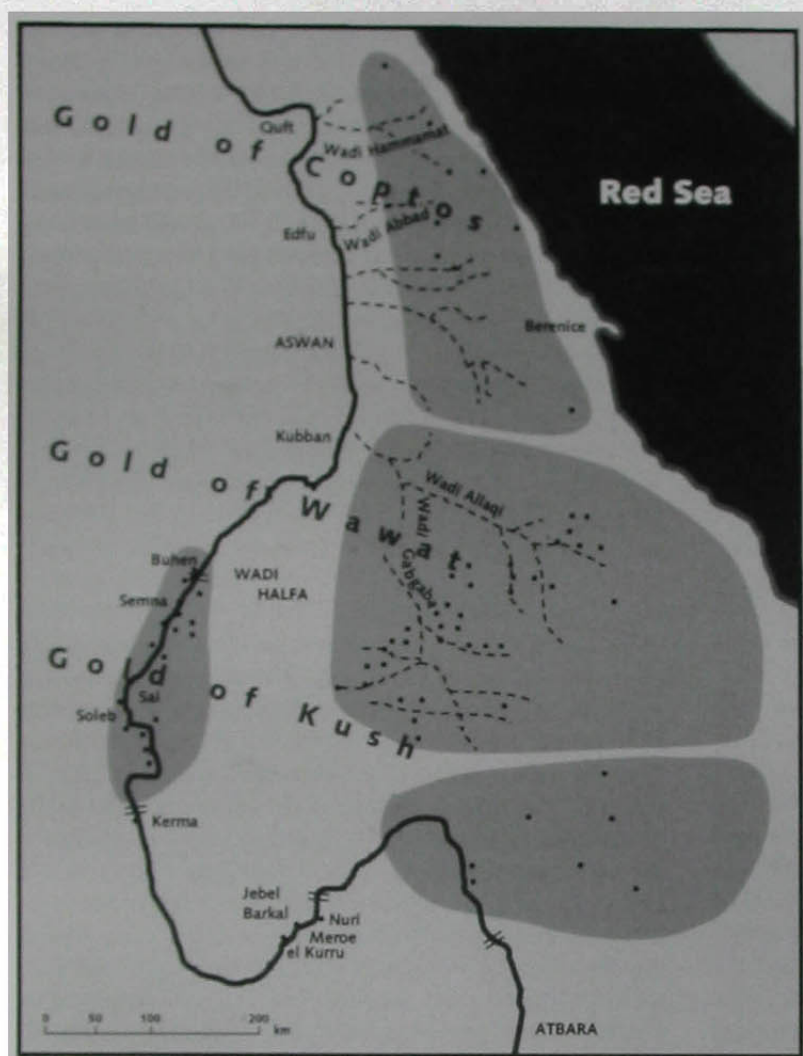 Gold of Coptos
Quft
Wadi Hammamat
Red Sea
Edfu
Wadi Abbad
Berenice
ASWAN
Kubban
Gold of Wawat
Wadi Allaqi
Wadi Gabgaba
Buhen
WADI
HALFA
Semna
Gold of Kush
Sai
Soleb
Kerma
Jebel
Barkal
Nuri
Meroe
el Kurru
0 50 100 200
km
ATBARA